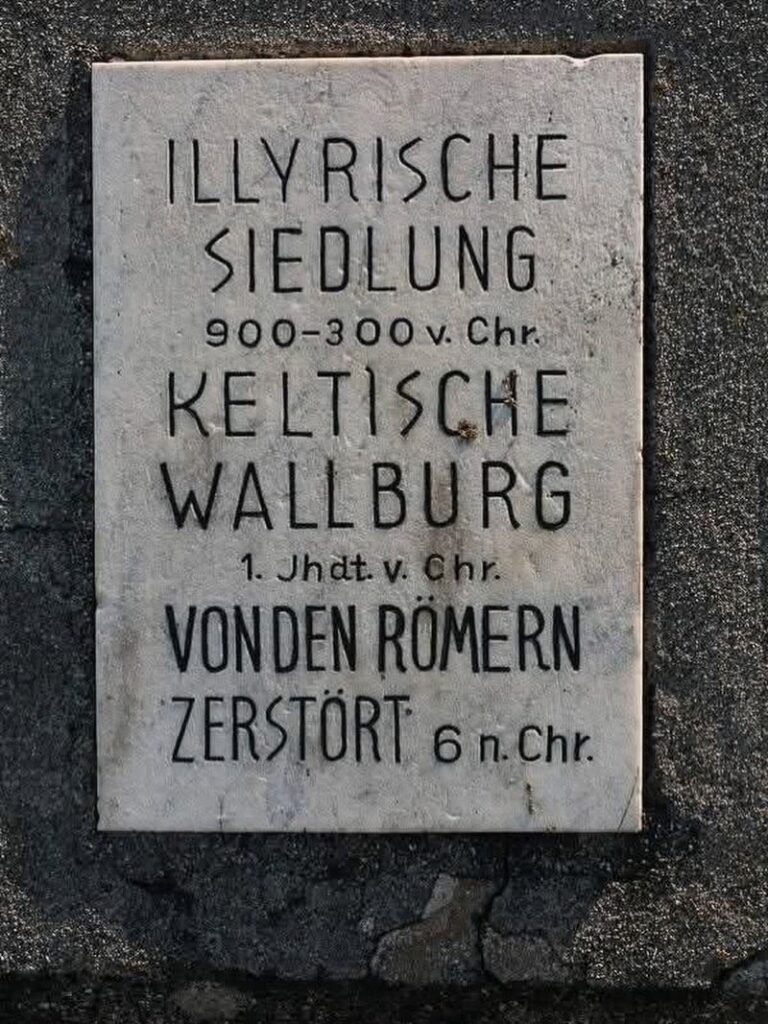 ILLYRISCHE
SIEDLUNG
900-300 v. Chr.
KELTISCHE
WALLBURG
1. Jhdt. v. Chr.
VON DEN RÖMERN
ZERSTÖRT 6 n. Chr.